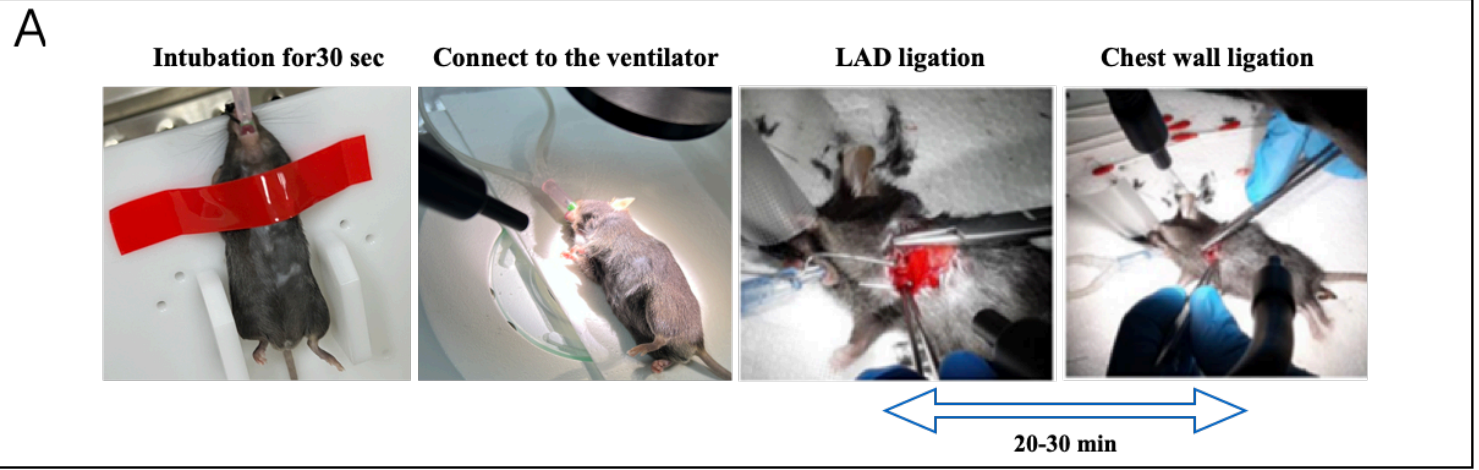 A
Intubation for30 sec
Connect to the ventilator
LAD ligation
Chest wall ligation
20-30 min